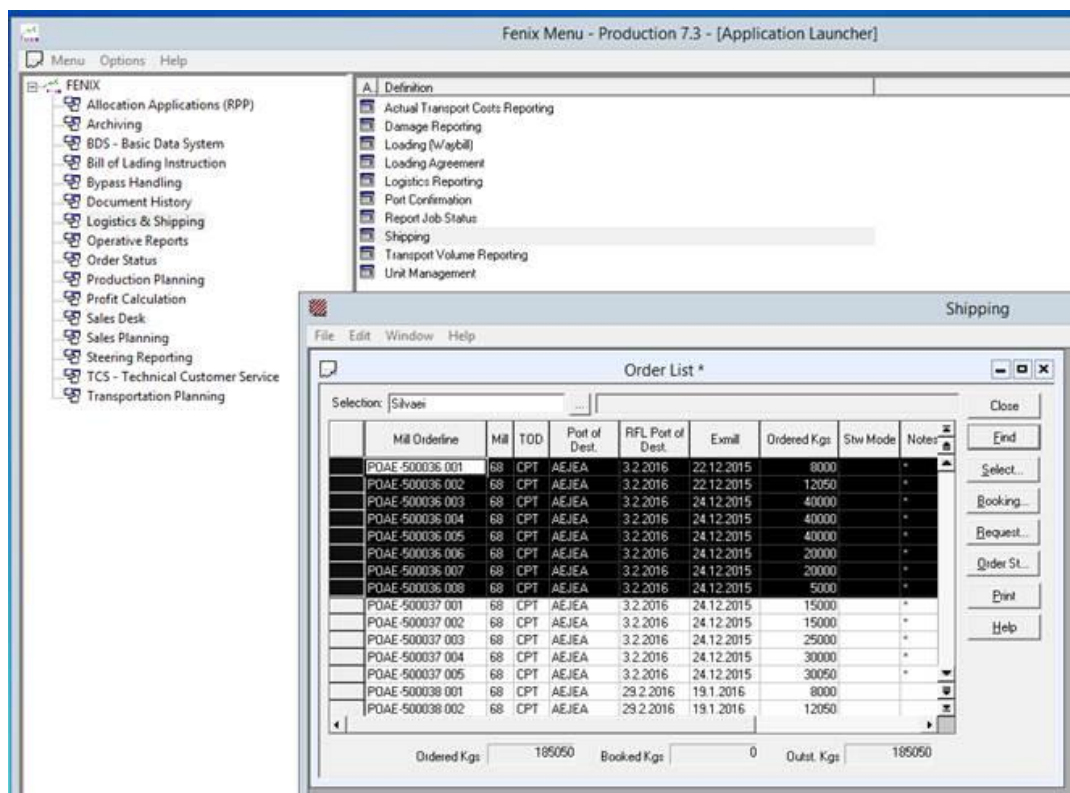 Fenix Menu - Production 7.3 - [Application Launcher]
Menu Options Help
FENIX
Allocation Applications (RPP)
Archiving
BDS - Basic Data System
Bill of Lading Instruction
Bypass Handling
Document History
Logistics & Shipping
Operative Reports
Order Status
Production Planning
Profit Calculation
Sales Desk
Sales Planning
Steering Reporting
TCS - Technical Customer Service
Transportation Planning
A.. Definition
Actual Transport Costs Reporting
Damage Reporting
Loading (Waybill)
Loading Agreement
Logistics Reporting
Port Confirmation
Report Job Status
Shipping
Transport Volume Reporting
Unit Management
Shipping
File Edit Window Help
Order List *
Selection: Silvaei ...
Mill Orderline Mill TOD Port of Dest. RFL Port of Dest. Exmill Ordered Kgs Stw Mode Notes
POAE-500036 001 68 CPT AEJEA 3.2.2016 22.12.2015 8000 *
POAE-500036 002 68 CPT AEJEA 3.2.2016 22.12.2015 12050 *
POAE-500036 003 68 CPT AEJEA 3.2.2016 24.12.2015 40000 *
POAE-500036 004 68 CPT AEJEA 3.2.2016 24.12.2015 40000 *
POAE-500036 005 68 CPT AEJEA 3.2.2016 24.12.2015 40000 *
POAE-500036 006 68 CPT AEJEA 3.2.2016 24.12.2015 20000 *
POAE-500036 007 68 CPT AEJEA 3.2.2016 24.12.2015 20000 *
POAE-500036 008 68 CPT AEJEA 3.2.2016 24.12.2015 5000 *
POAE-500037 001 68 CPT AEJEA 3.2.2016 24.12.2015 15000 *
POAE-500037 002 68 CPT AEJEA 3.2.2016 24.12.2015 15000 *
POAE-500037 003 68 CPT AEJEA 3.2.2016 24.12.2015 25000 *
POAE-500037 004 68 CPT AEJEA 3.2.2016 24.12.2015 30000 *
POAE-500037 005 68 CPT AEJEA 3.2.2016 24.12.2015 30050 *
POAE-500038 001 68 CPT AEJEA 29.2.2016 19.1.2016 8000
POAE-500038 002 68 CPT AEJEA 29.2.2016 19.1.2016 12050
Ordered Kgs 185050 Booked Kgs 0 Outst. Kgs 185050
Close
Find
Select...
Booking...
Request...
Order St...
Print
Help